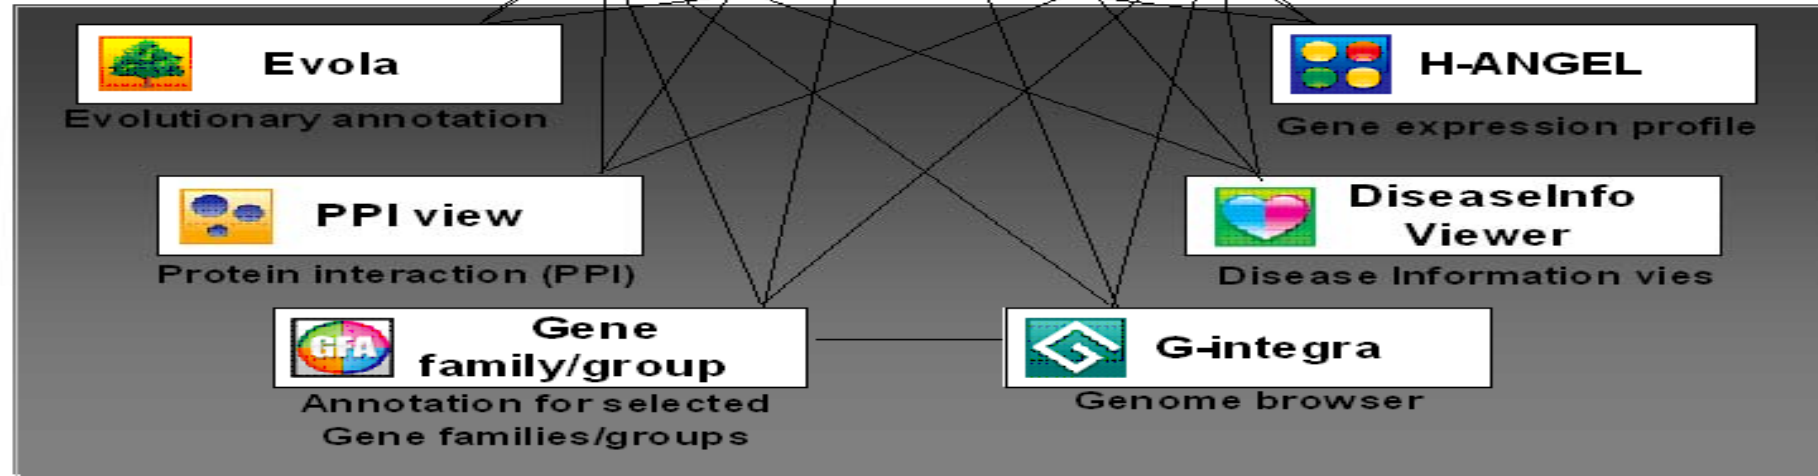 Evola
Evolutionary annotation
H-ANGEL
Gene expression profile
PPI view
Protein interaction (PPI)
DiseaseInfo
Viewer
Disease Information vies
GFA
Gene
family/group
Annotation for selected
Gene families/groups
G-integra
Genome browser